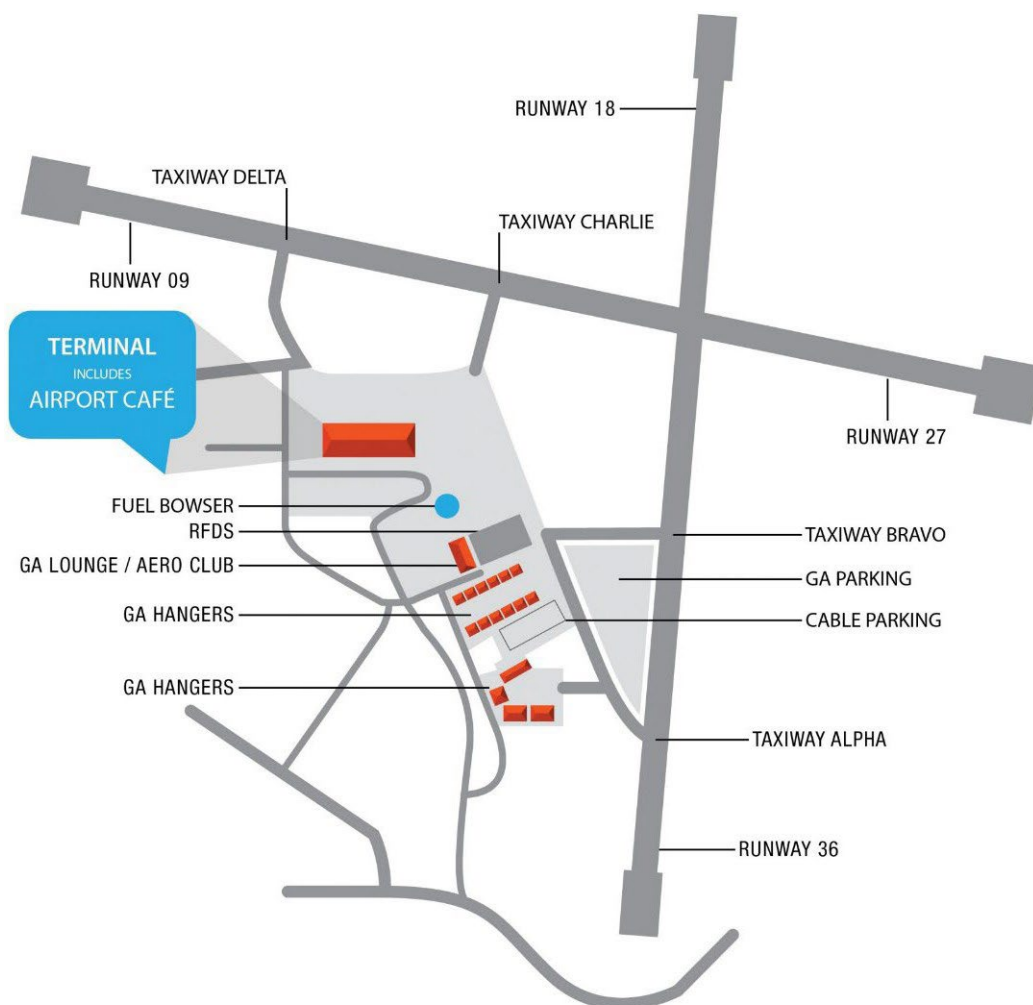 RUNWAY 18
TAXIWAY DELTA
TAXIWAY CHARLIE
RUNWAY 09
TERMINAL
INCLUDES
AIRPORT CAFÉ
RUNWAY 27
FUEL BOWSER
RFDS
TAXIWAY BRAVO
GA LOUNGE / AERO CLUB
GA PARKING
GA HANGERS
CABLE PARKING
GA HANGERS
TAXIWAY ALPHA
RUNWAY 36